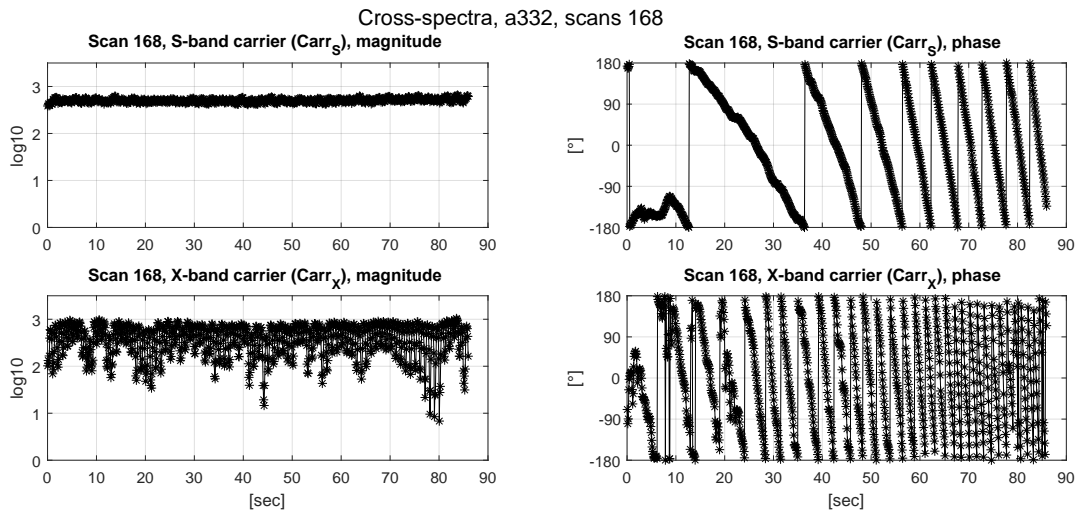 Cross-spectra, a332, scans 168
Scan 168, S-band carrier (Carr_S), magnitude
log10
3
2
1
0
0 10 20 30 40 50 60 70 80 90
Scan 168, S-band carrier (Carr_S), phase
[°]
180
90
0
-90
-180
0 10 20 30 40 50 60 70 80 90
Scan 168, X-band carrier (Carr_X), magnitude
log10
3
2
1
0
0 10 20 30 40 50 60 70 80 90
[sec]
Scan 168, X-band carrier (Carr_X), phase
[°]
180
90
0
-90
-180
0 10 20 30 40 50 60 70 80 90
[sec]